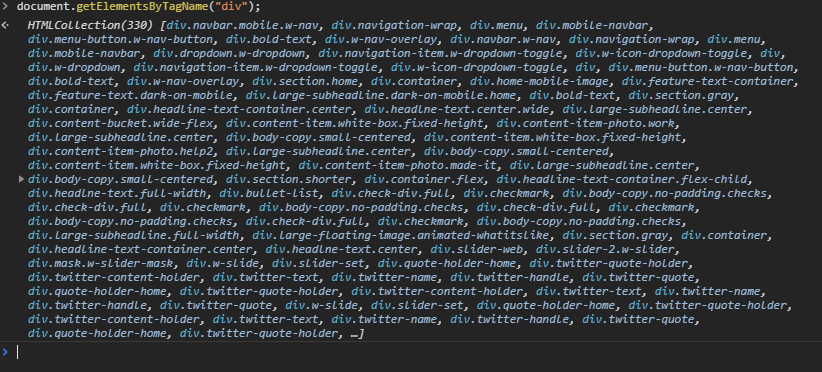 document.getElementsByTagName("div");
HTMLCollection(330) [div.navbar.mobile.w-nav, div.navigation-wrap, div.menu, div.mobile-navbar,
div.menu-button.w-nav-button, div.bold-text, div.w-nav-overlay, div.navbar.w-nav, div.navigation-wrap, div.menu,
div.mobile-navbar, div.dropdown.w-dropdown, div.navigation-item.w-dropdown-toggle, div.w-icon-dropdown-toggle, div,
div.w-dropdown, div.navigation-item.w-dropdown-toggle, div.w-icon-dropdown-toggle, div, div.menu-button.w-nav-button,
div.bold-text, div.w-nav-overlay, div.section.home, div.container, div.home-mobile-image, div.feature-text-container,
div.feature-text.dark-on-mobile, div.large-subheadline.dark-on-mobile.home, div.bold-text, div.section.gray,
div.container, div.headline-text-container.center, div.headlne-text.center.wide, div.large-subheadline.center,
div.content-bucket.wide-flex, div.content-item.white-box.fixed-height, div.content-item-photo.work,
div.large-subheadline.center, div.body-copy.small-centered, div.content-item.white-box.fixed-height,
div.content-item-photo.help2, div.large-subheadline.center, div.body-copy.small-centered,
div.content-item.white-box.fixed-height, div.content-item-photo.made-it, div.large-subheadline.center,
div.body-copy.small-centered, div.section.shorter, div.container.flex, div.headline-text-container.flex-child,
div.headlne-text.full-width, div.bullet-list, div.check-div.full, div.checkmark, div.body-copy.no-padding.checks,
div.check-div.full, div.checkmark, div.body-copy.no-padding.checks, div.check-div.full, div.checkmark,
div.body-copy.no-padding.checks, div.check-div.full, div.checkmark, div.body-copy.no-padding.checks,
div.large-subheadline.full-width, div.large-floating-image.animated-whatitslike, div.section.gray, div.container,
div.headline-text-container.center, div.headlne-text.center, div.slider-web, div.slider-2.w-slider,
div.mask.w-slider-mask, div.w-slide, div.slider-set, div.quote-holder-home, div.twitter-quote-holder,
div.twitter-content-holder, div.twitter-text, div.twitter-name, div.twitter-handle, div.twitter-quote,
div.quote-holder-home, div.twitter-quote-holder, div.twitter-content-holder, div.twitter-text, div.twitter-name,
div.twitter-handle, div.twitter-quote, div.w-slide, div.slider-set, div.quote-holder-home, div.twitter-quote-holder,
div.twitter-content-holder, div.twitter-text, div.twitter-name, div.twitter-handle, div.twitter-quote,
div.quote-holder-home, div.twitter-quote-holder, …]